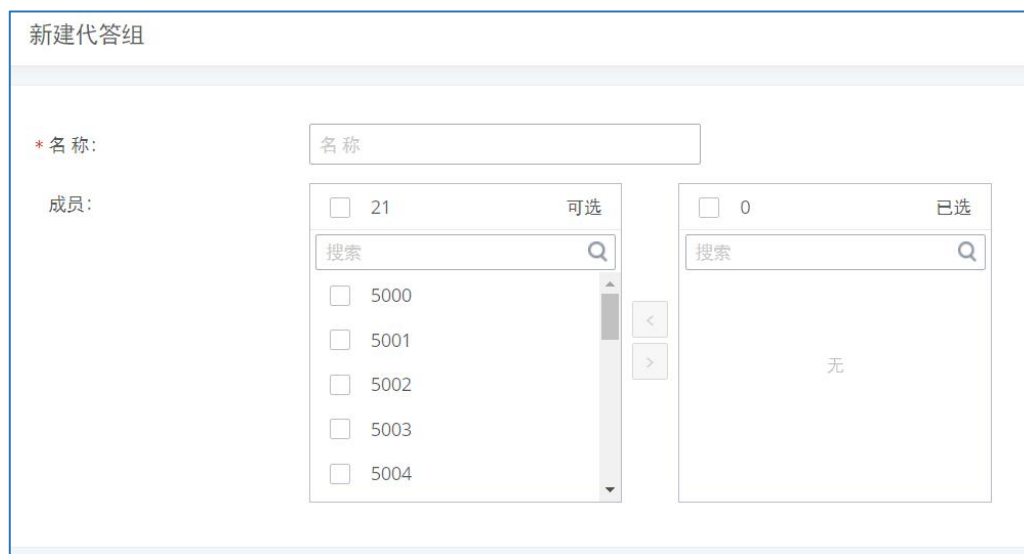 新建代答组
* 名 称：
名 称
成员：
21 可选
搜索
5000
5001
5002
5003
5004
<
>
0 已选
搜索
无